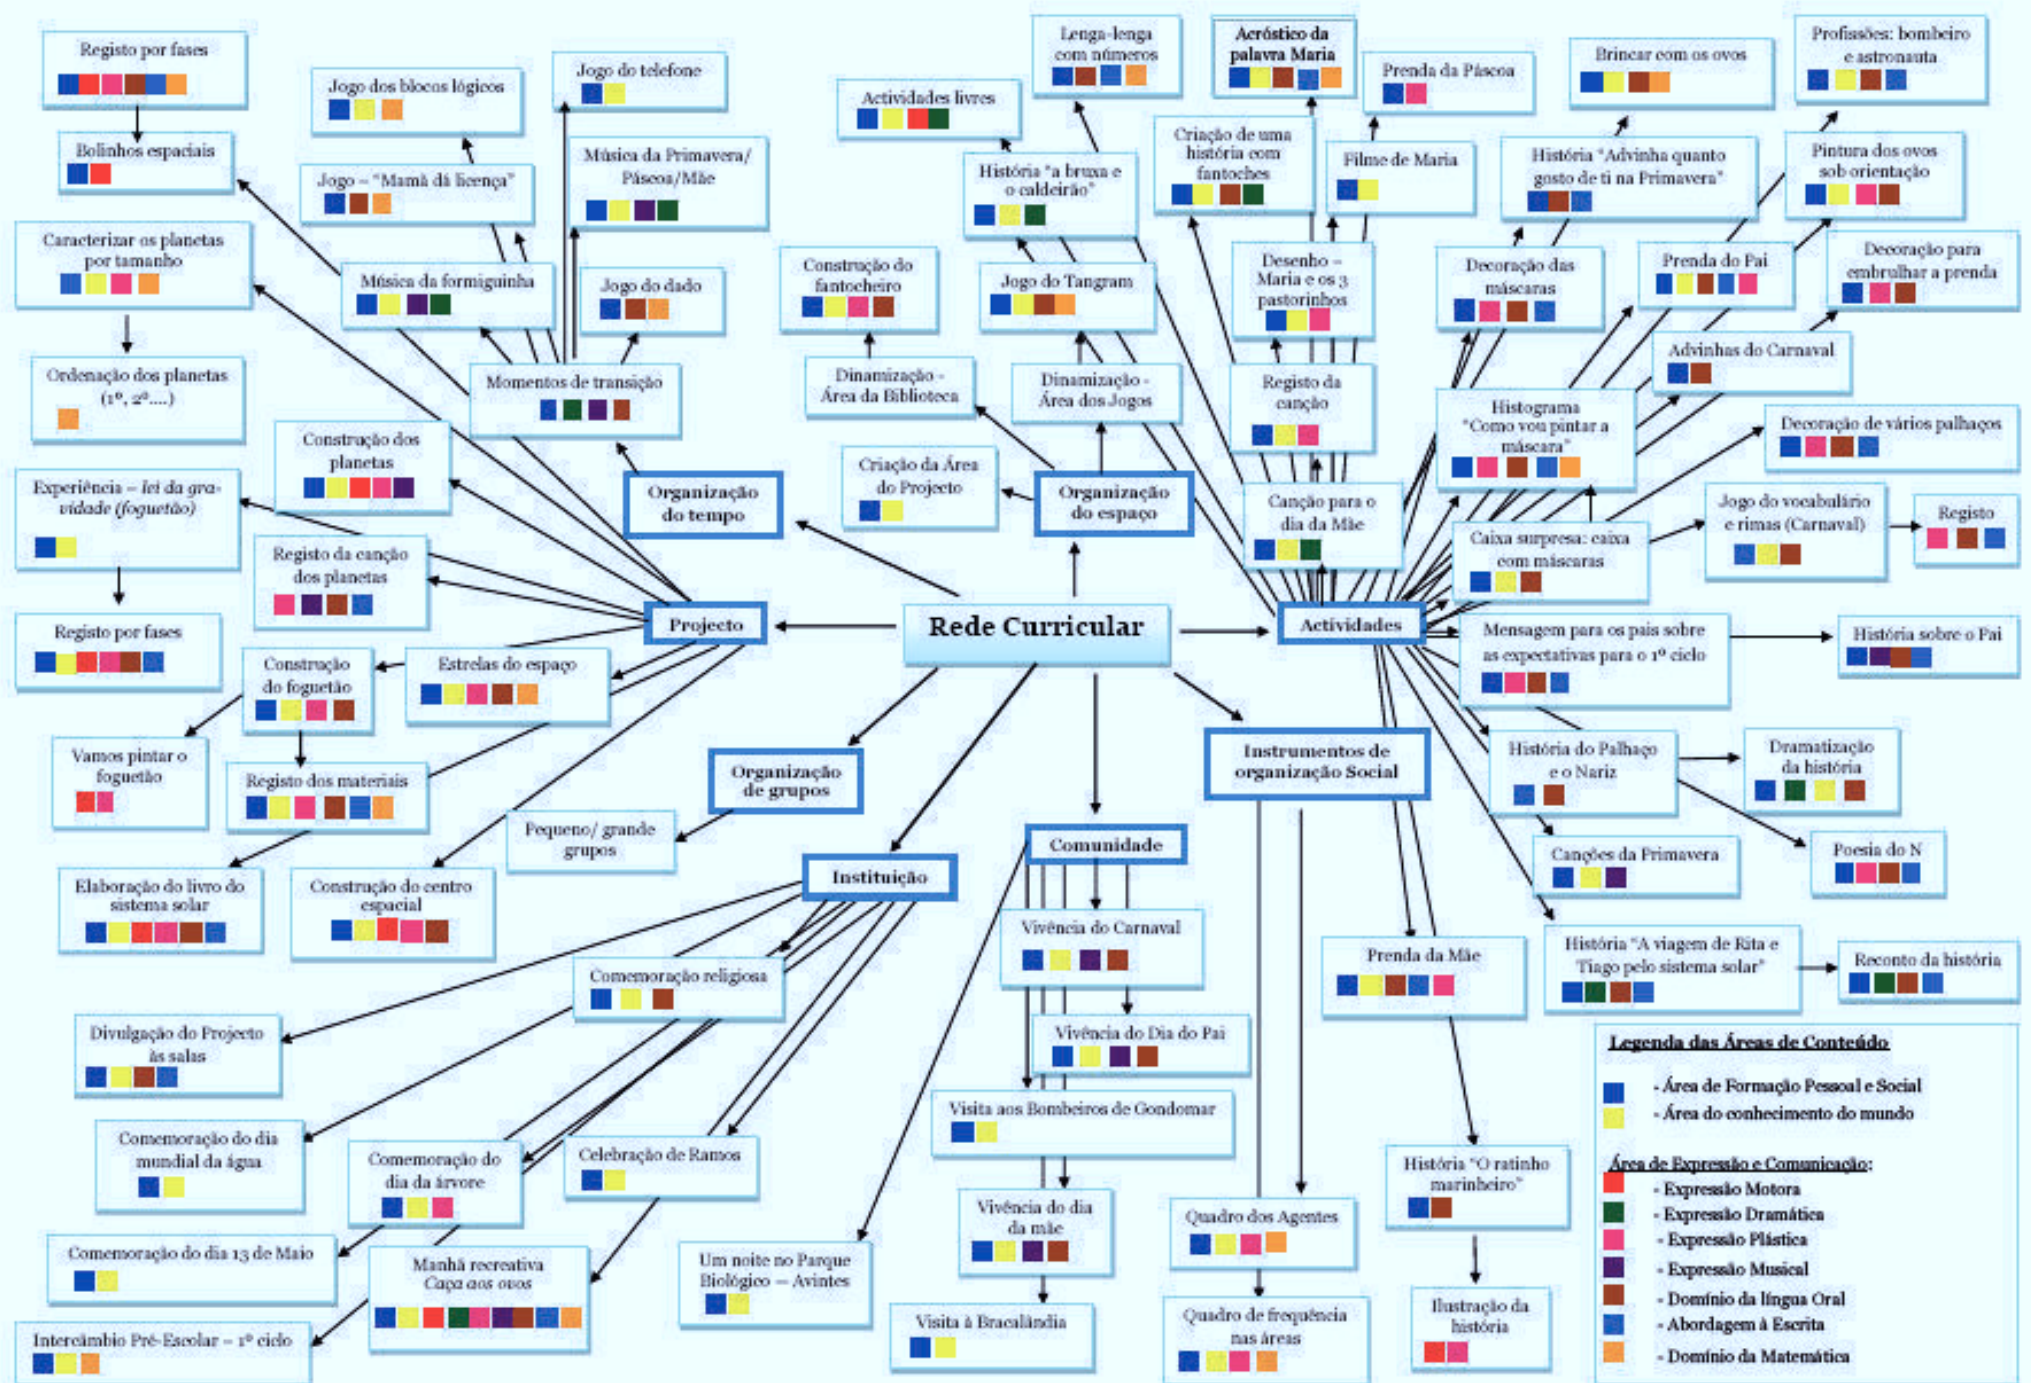 Registo por fases
Bolinhos espaciais
Caracterizar os planetas
por tamanho
Ordenação dos planetas
(1º, 2º....)
Experiência – lei da gra-
vidade (foguetão)
Registo por fases
Jogo dos blocos lógicos
Jogo – “Mamã dá licença”
Música da formiguinha
Jogo do telefone
Música da Primavera/
Páscoa/Mãe
Jogo do dado
Momentos de transição
Construção dos
planetas
Registo da canção
dos planetas
Organização
do tempo
Projecto
Construção
do foguetão
Estrelas do espaço
Vamos pintar o
foguetão
Registo dos materiais
Elaboração do livro do
sistema solar
Construção do centro
espacial
Actividades livres
História “a bruxa e
o caldeirão”
Construção do
fantocheiro
Jogo do Tangram
Dinamização -
Área da Biblioteca
Dinamização -
Área dos Jogos
Criação da Área
do Projecto
Organização
do espaço
Rede Curricular
Lenga-lenga
com números
Acróstico da
palavra Maria
Prenda da Páscoa
Criação de uma
história com
fantoches
Filme de Maria
Desenho –
Maria e os 3
pastorinhos
Registo da
canção
Canção para o
dia da Mãe
Actividades
Brincar com os ovos
Profissões: bombeiro
e astronauta
História “Advinha quanto
gosto de ti na Primavera”
Pintura dos ovos
sob orientação
Decoração das
máscaras
Prenda do Pai
Decoração para
embrulhar a prenda
Advinhas do Carnaval
Histograma
“Como vou pintar a
máscara”
Decoração de vários palhaços
Caixa surpresa: caixa
com máscaras
Jogo do vocabulário
e rimas (Carnaval)
Registo
Mensagem para os pais sobre
as expectativas para o 1º ciclo
História sobre o Pai
História do Palhaço
e o Nariz
Dramatização
da história
Poesia do N
Canções da Primavera
História “A viagem de Rita e
Tiago pelo sistema solar”
Reconto da história
Prenda da Mãe
História “O ratinho
marinheiro”
Ilustração da
história
Organização
de grupos
Pequeno/ grande
grupos
Instituição
Comunidade
Instrumentos de
organização Social
Comemoração religiosa
Divulgação do Projecto
às salas
Comemoração do dia
mundial da água
Comemoração do
dia da árvore
Celebração de Ramos
Comemoração do dia 13 de Maio
Manhã recreativa
Caça aos ovos
Intercâmbio Pré-Escolar – 1º ciclo
Vivência do Carnaval
Vivência do Dia do Pai
Visita aos Bombeiros de Gondomar
Vivência do dia
da mãe
Um noite no Parque
Biológico – Avintes
Visita à Bracalândia
Quadro dos Agentes
Quadro de frequência
nas áreas
Legenda das Áreas de Conteúdo
- Área de Formação Pessoal e Social
- Área do conhecimento do mundo
Área de Expressão e Comunicação:
- Expressão Motora
- Expressão Dramática
- Expressão Plástica
- Expressão Musical
- Domínio da língua Oral
- Abordagem à Escrita
- Domínio da Matemática